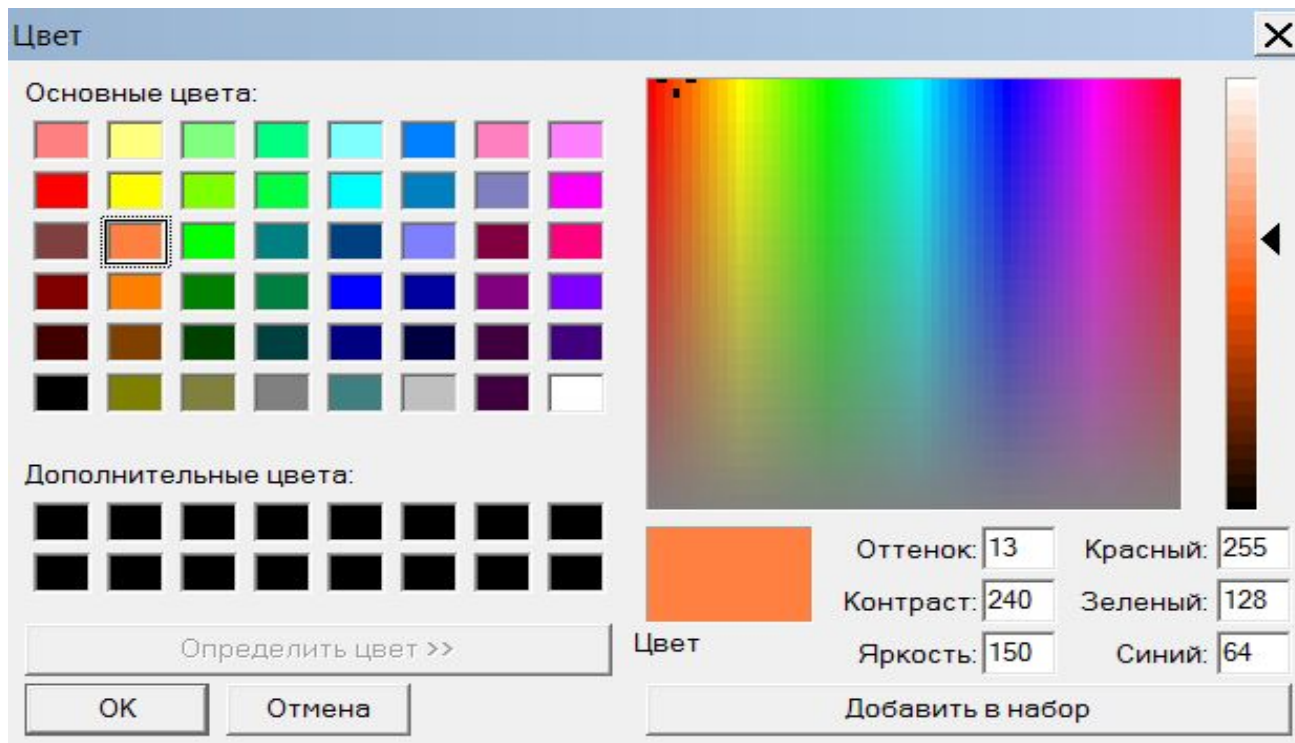 Цвет
Основные цвета:
Дополнительные цвета:
Определить цвет >>
OK
Отмена
Цвет
Оттенок: 13
Красный: 255
Контраст: 240
Зеленый: 128
Яркость: 150
Синий: 64
Добавить в набор